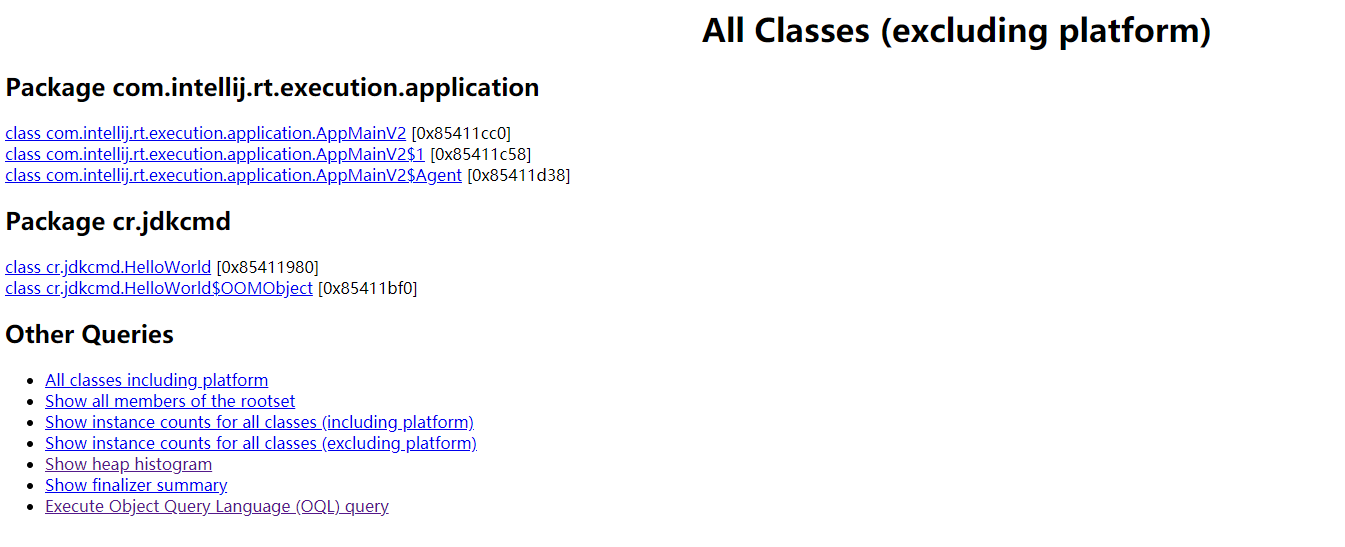 All Classes (excluding platform)
Package com.intellij.rt.execution.application
class com.intellij.rt.execution.application.AppMainV2 [0x85411cc0]
class com.intellij.rt.execution.application.AppMainV2$1 [0x85411c58]
class com.intellij.rt.execution.application.AppMainV2$Agent [0x85411d38]
Package cr.jdkcmd
class cr.jdkcmd.HelloWorld [0x85411980]
class cr.jdkcmd.HelloWorld$OOMObject [0x85411bf0]
Other Queries
• All classes including platform
• Show all members of the rootset
• Show instance counts for all classes (including platform)
• Show instance counts for all classes (excluding platform)
• Show heap histogram
• Show finalizer summary
• Execute Object Query Language (OQL) query